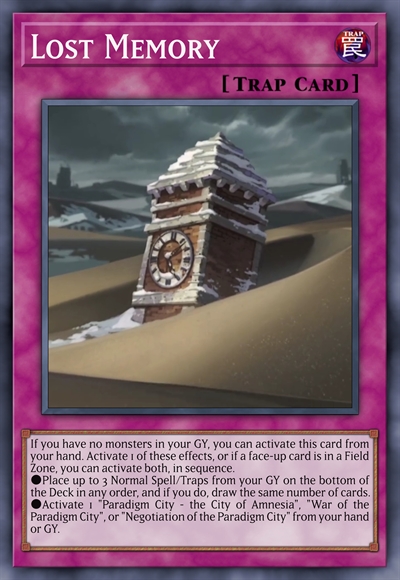 Lost Memory
TRAP
罠
[Trap Card]
If you have no monsters in your GY, you can activate this card from
your hand. Activate 1 of these effects, or if a face-up card is in a Field
Zone, you can activate both, in sequence.
●Place up to 3 Normal Spell/Traps from your GY on the bottom of
the Deck in any order, and if you do, draw the same number of cards.
●Activate 1 "Paradigm City - the City of Amnesia", "War of the
Paradigm City", or "Negotiation of the Paradigm City" from your hand
or GY.